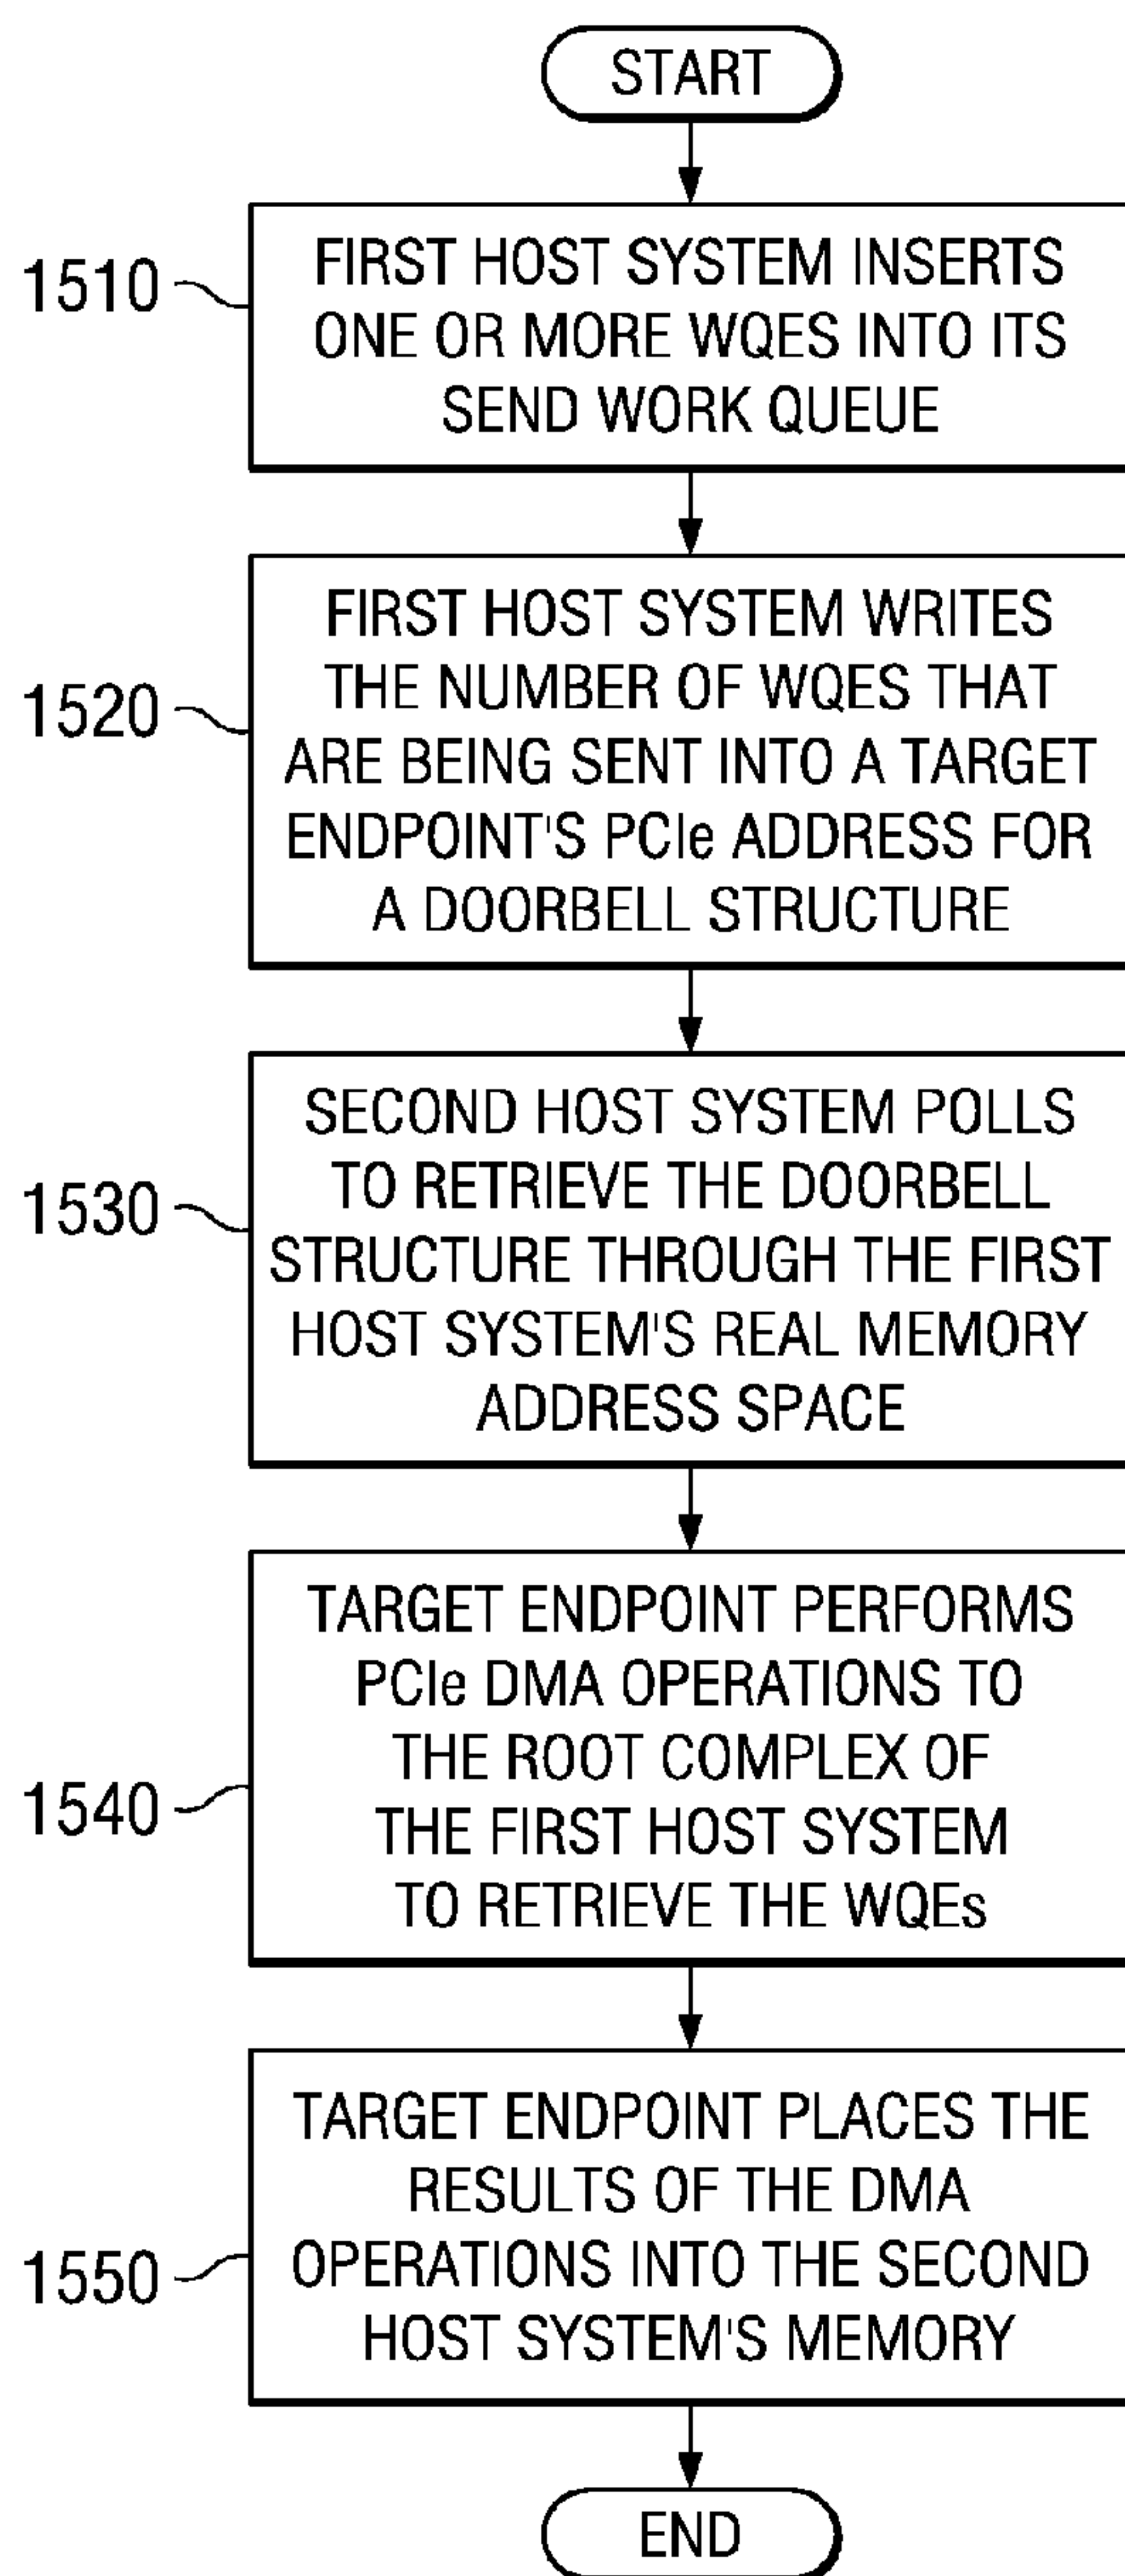 START
1510
FIRST HOST SYSTEM INSERTS
ONE OR MORE WQES INTO ITS
SEND WORK QUEUE
1520
FIRST HOST SYSTEM WRITES
THE NUMBER OF WQES THAT
ARE BEING SENT INTO A TARGET
ENDPOINT'S PCIe ADDRESS FOR
A DOORBELL STRUCTURE
1530
SECOND HOST SYSTEM POLLS
TO RETRIEVE THE DOORBELL
STRUCTURE THROUGH THE FIRST
HOST SYSTEM'S REAL MEMORY
ADDRESS SPACE
1540
TARGET ENDPOINT PERFORMS
PCIe DMA OPERATIONS TO
THE ROOT COMPLEX OF
THE FIRST HOST SYSTEM
TO RETRIEVE THE WQEs
1550
TARGET ENDPOINT PLACES THE
RESULTS OF THE DMA
OPERATIONS INTO THE SECOND
HOST SYSTEM'S MEMORY
END